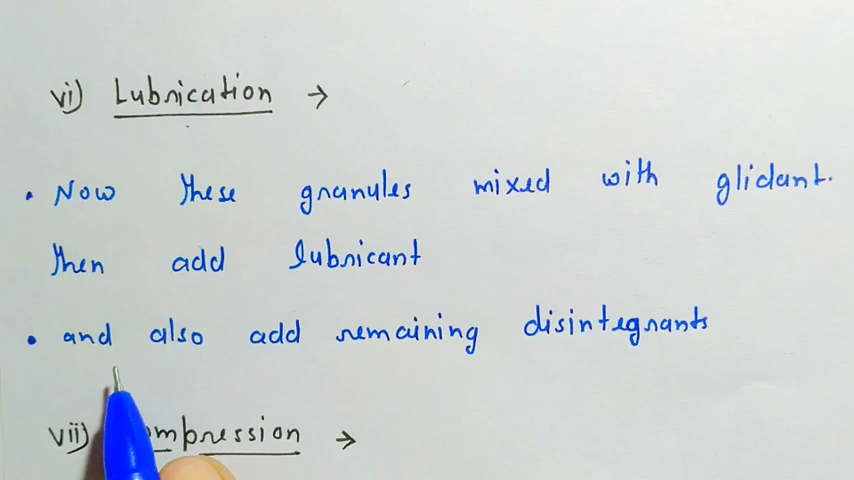 vi) Lubrication →
• Now these granules mixed with glidant.
then add lubricant
• and also add remaining disintegrants
vii) mpression →